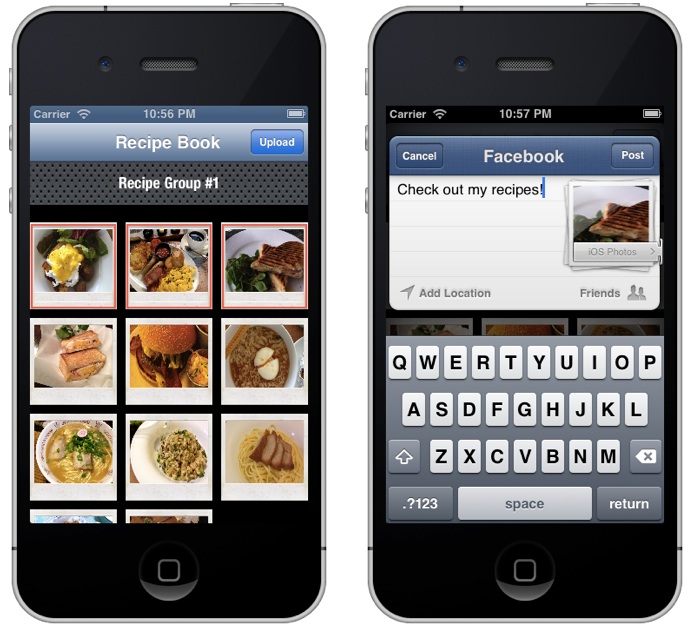 Carrier 10:56 PM
Recipe Book Upload
Recipe Group #1
Carrier 10:57 PM
Cancel Facebook Post
Check out my recipes!
iOS Photos
Add Location Friends
Q W E R T Y U I O P
A S D F G H J K L
Z X C V B N M
.?123 space return